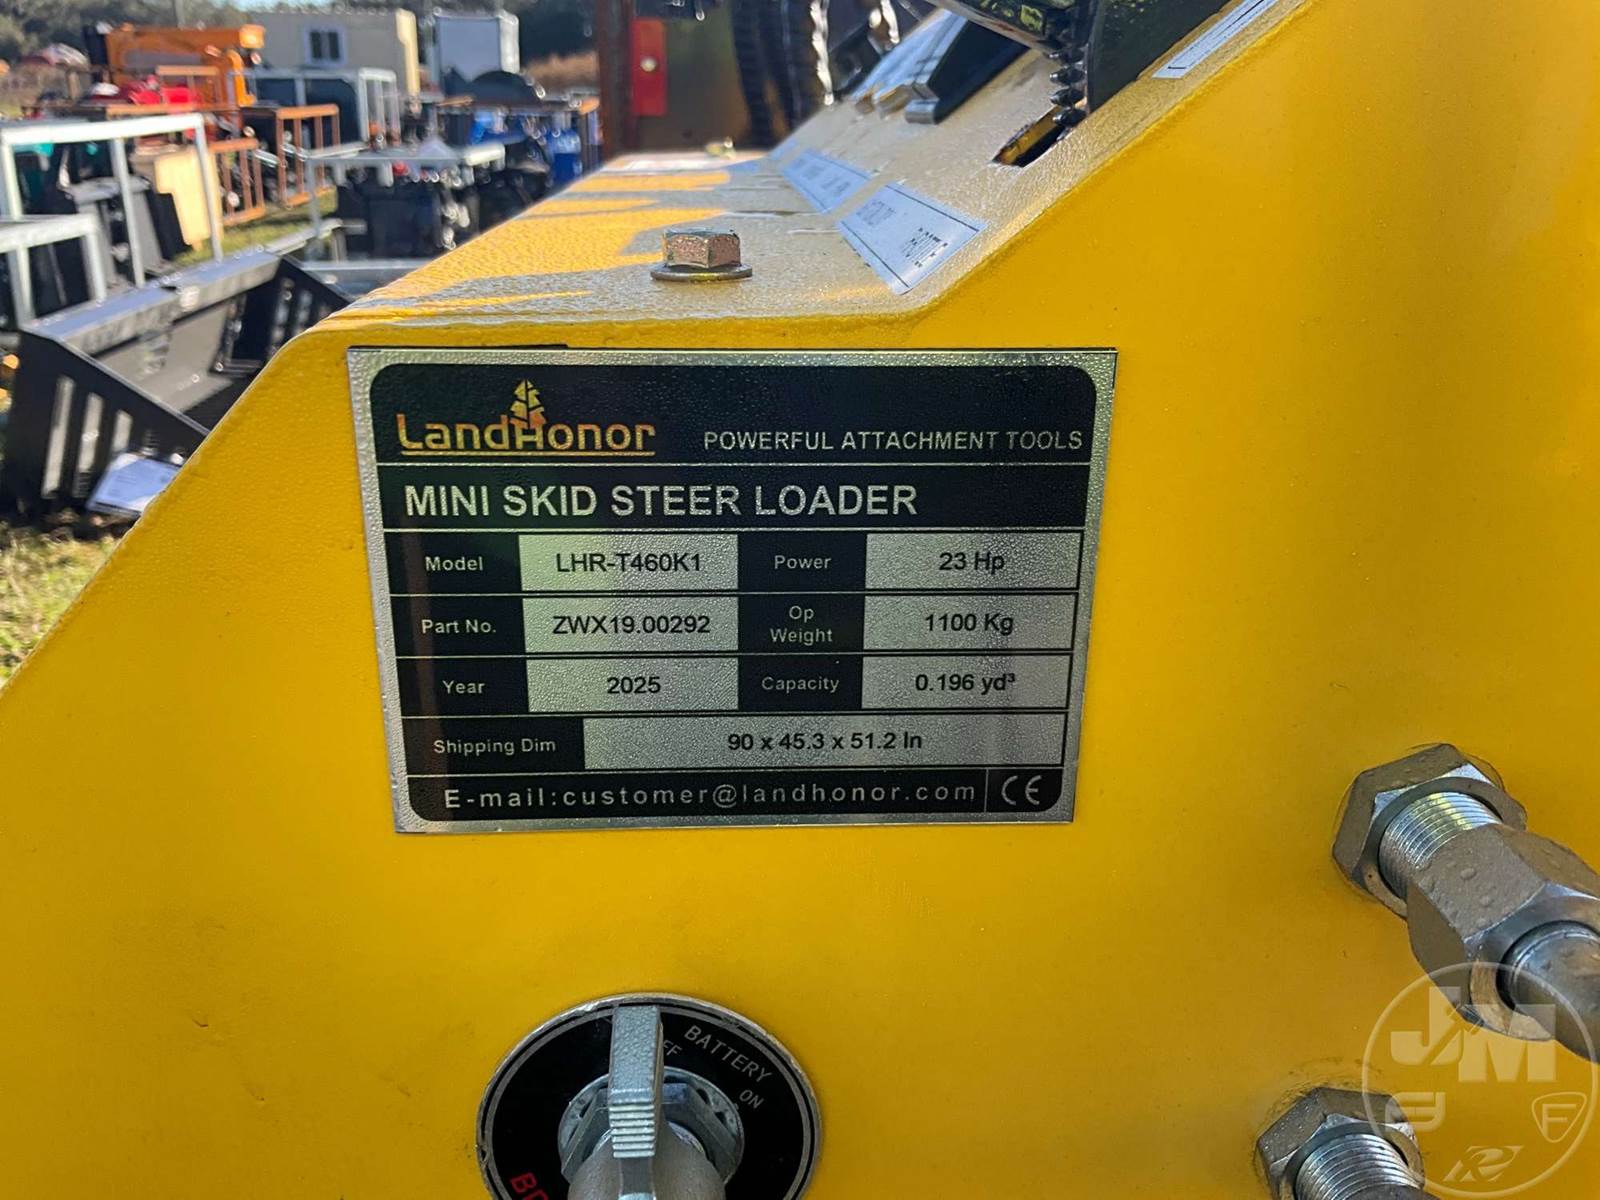 LandHonor POWERFUL ATTACHMENT TOOLS
MINI SKID STEER LOADER
Model LHR-T460K1 Power 23 Hp
Part No. ZWX19.00292 Op Weight 1100 Kg
Year 2025 Capacity 0.196 yd³
Shipping Dim 90 x 45.3 x 51.2 In
E-mail:customer@landhonor.com CE
BATTERY
ON
JM